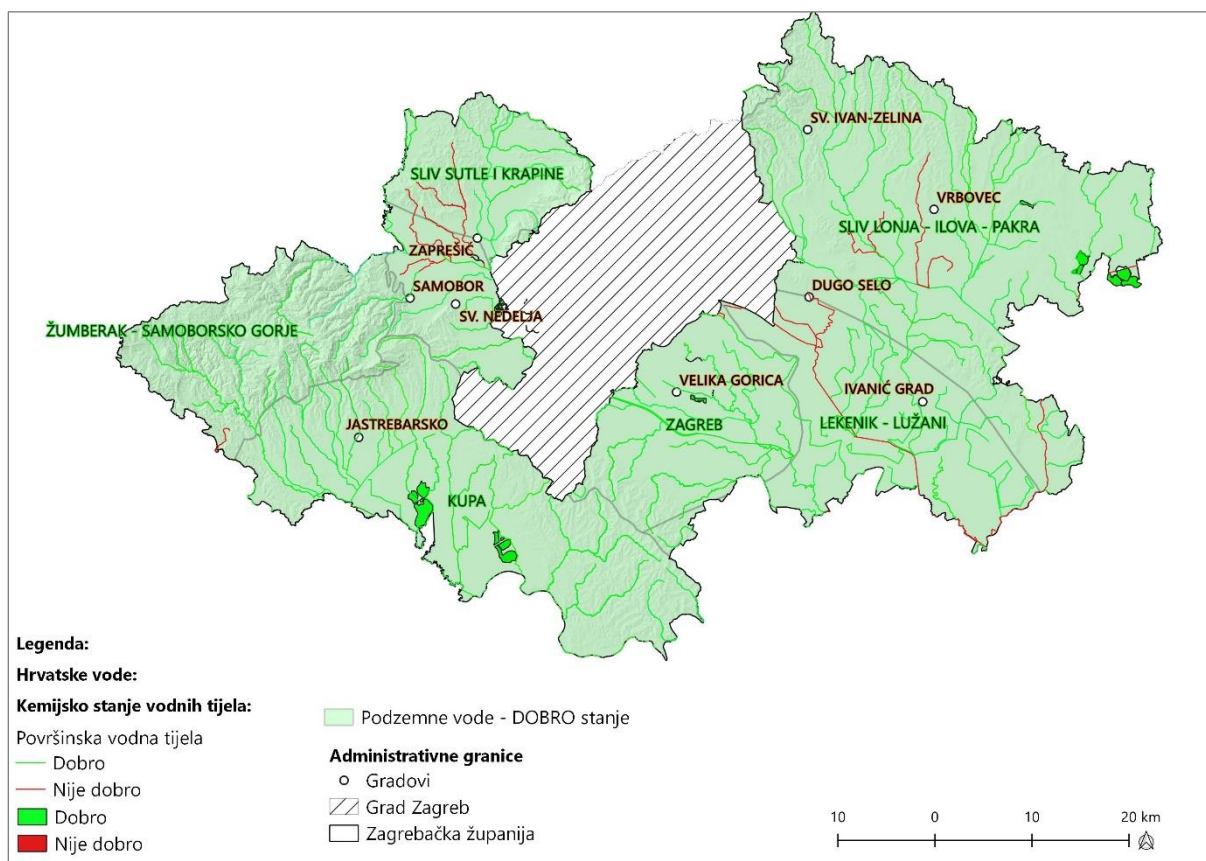 SV. IVAN-ZELINA
SLIV SUTLE I KRAPINE
VRBOVEC
SLIV LONJA - ILOVA - PAKRA
ZAPREŠIĆ
SAMOBOR
DUGO SELO
SV. NEDELJA
ŽUMBERAK - SAMOBORSKO GORJE
VELIKA GORICA
IVANIĆ GRAD
JASTREBARSKO
ZAGREB
LEKENIK - LUŽANI
KUPA
Legenda:
Hrvatske vode:
Kemijsko stanje vodnih tijela:
Površinska vodna tijela
Dobro
Nije dobro
Dobro
Nije dobro
Podzemne vode - DOBRO stanje
Administrativne granice
Gradovi
Grad Zagreb
Zagrebačka županija
10 0 10 20 km